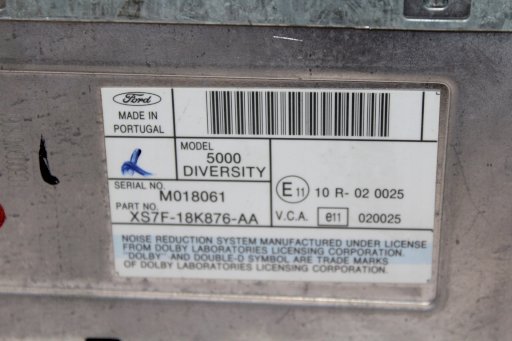 Ford
MADE IN
PORTUGAL
MODEL
5000
DIVERSITY
SERIAL NO.
M018061
PART NO.
XS7F-18K876-AA
E11 10 R-02 0025
V.C.A. e11 020025
NOISE REDUCTION SYSTEM MANUFACTURED UNDER LICENSE
FROM DOLBY LABORATORIES LICENSING CORPORATION.
"DOLBY" AND DOUBLE-D SYMBOL ARE TRADE MARKS
OF DOLBY LABORATORIES LICENSING CORPORATION.